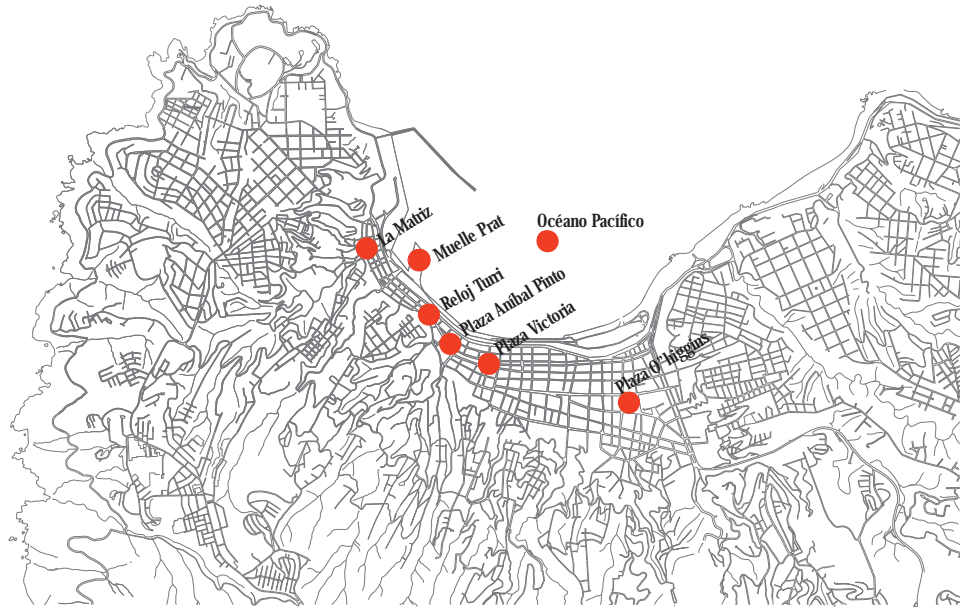 La Matriz
Muelle Prat
Océano Pacífico
Reloj Turri
Plaza Aníbal Pinto
Plaza Victoria
Plaza O"higgins